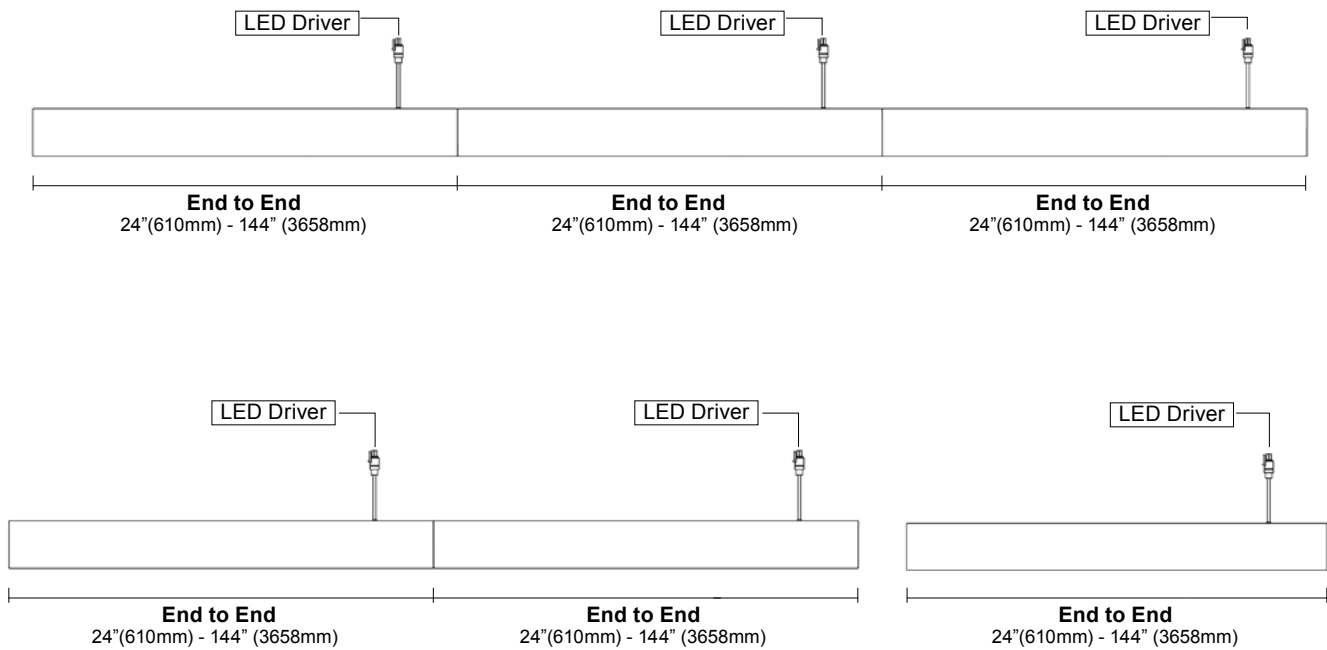 LED Driver
LED Driver
LED Driver
End to End
24”(610mm) - 144” (3658mm)
End to End
24”(610mm) - 144” (3658mm)
End to End
24”(610mm) - 144” (3658mm)
LED Driver
LED Driver
LED Driver
End to End
24”(610mm) - 144” (3658mm)
End to End
24”(610mm) - 144” (3658mm)
End to End
24”(610mm) - 144” (3658mm)